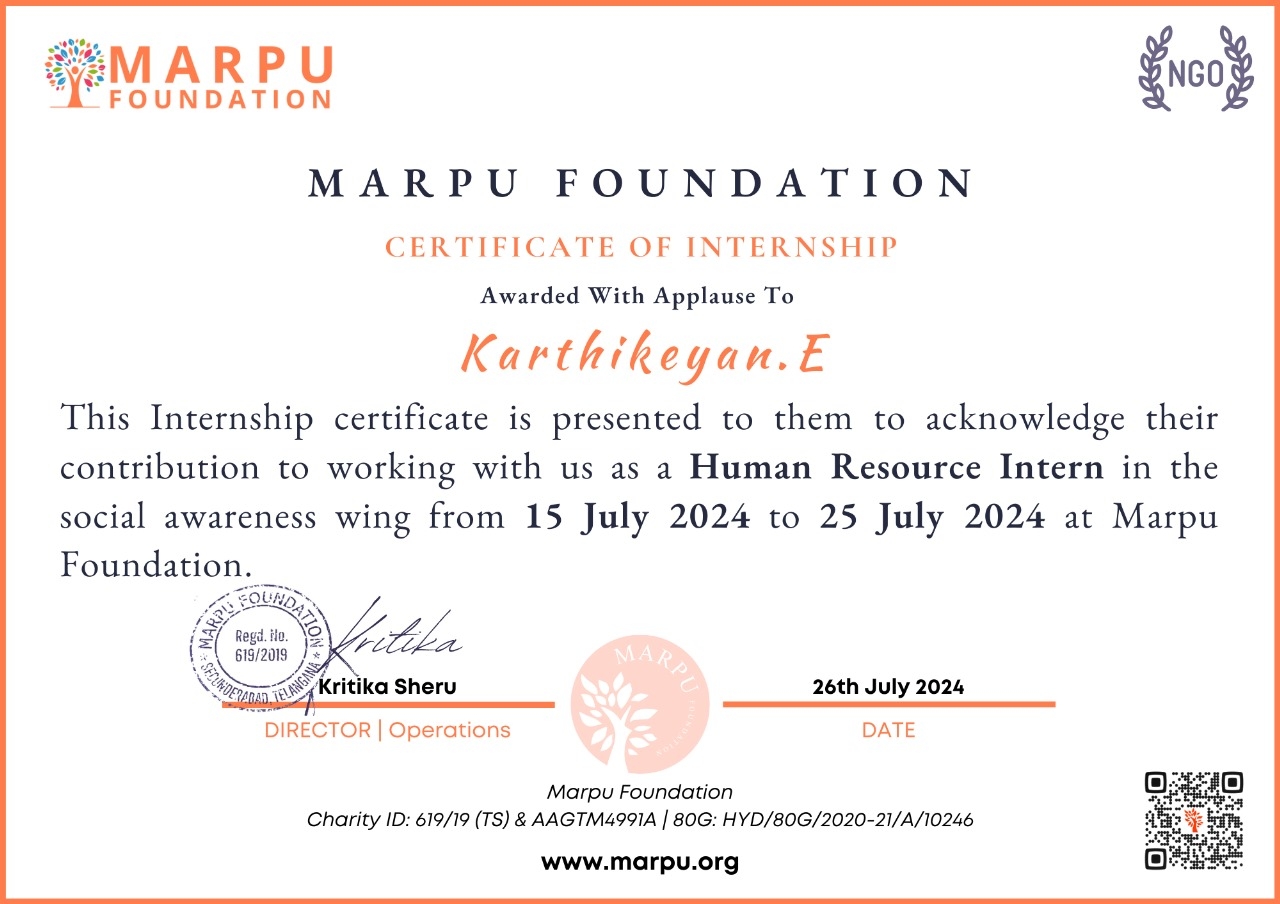 MARPU
FOUNDATION
NGO
MARPU FOUNDATION
CERTIFICATE OF INTERNSHIP
Awarded With Applause To
Karthikeyan.E
This Internship certificate is presented to them to acknowledge their
contribution to working with us as a Human Resource Intern in the
social awareness wing from 15 July 2024 to 25 July 2024 at Marpu
Foundation.
MARPU FOUNDATION
Regd. No.
619/2019
* SECUNDERABAD, TELANGANA *
Kritika
Kritika Sheru
DIRECTOR | Operations
MARPU
FOUNDATION
26th July 2024
DATE
Marpu Foundation
Charity ID: 619/19 (TS) & AAGTM4991A | 80G: HYD/80G/2020-21/A/10246
www.marpu.org